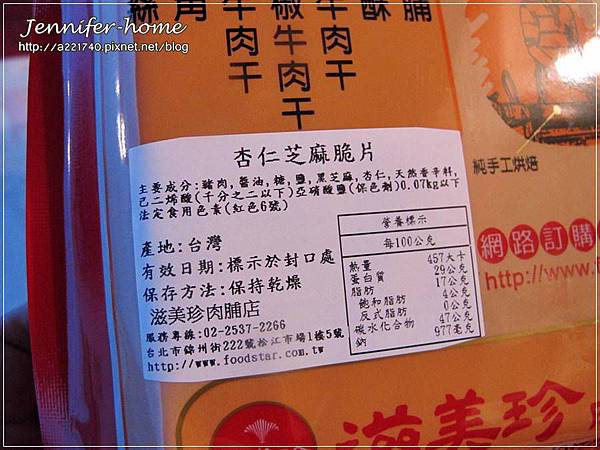 Jennifer-home
http://a221740.pixnet.net/blog
絲角牛肉干
椒牛肉干
牛肉干
酥脯
純手工烘焙
杏仁芝麻脆片
主要成分:豬肉,醬油,糖,鹽,黑芝麻,杏仁,天然香辛料,
己二烯酸(千分之二以下)亞硝酸鹽(保色劑)0.07kg以下
法定食用色素(紅色6號)
產地:台灣
有效日期:標示於封口處
保存方法:保持乾燥
滋美珍肉脯店
服務專線:02-2537-2266
台北市錦州街222號松江市場1樓5號
http://www.foodstar.com.tw
營養標示
每100公克
熱量 457大卡
蛋白質 29公克
脂肪 17公克
飽和脂肪 4公克
反式脂肪 0公克
碳水化合物 47公克
鈉 977毫克
網路訂購
http://www.f
滋美珍